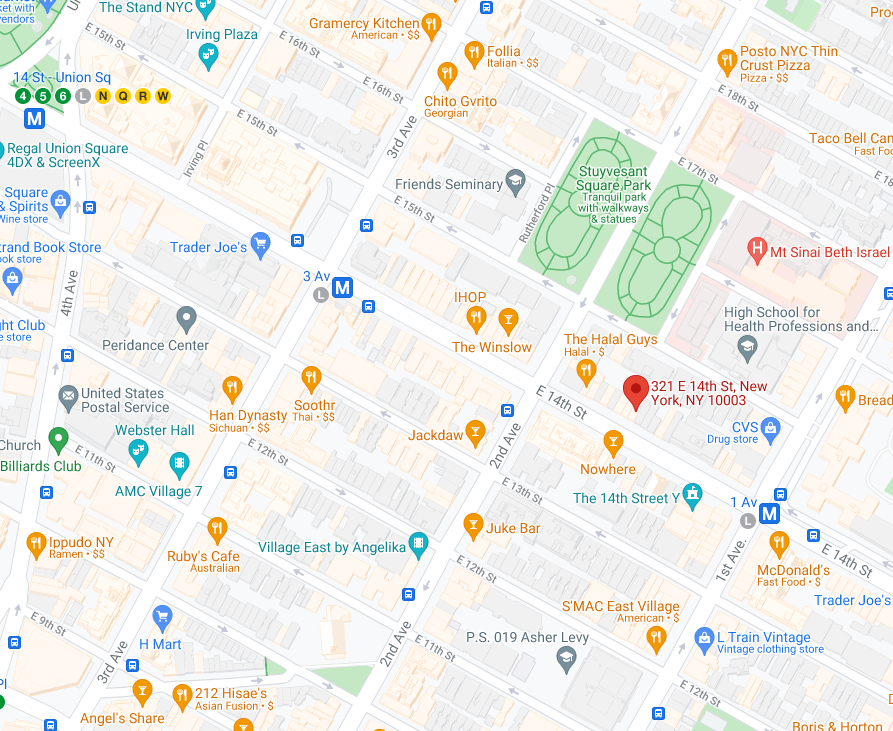 Market
ket with
vendors
The Stand NYC
Irving Plaza
Gramercy Kitchen
American • $$
E 15th St
E 16th St
E 16th St
Follia
Italian • $$
Posto NYC Thin
Crust Pizza
Pizza • $$
14 St - Union Sq
4 5 6 L N Q R W
M
Chito Gvrito
Georgian
E 18th St
E 15th St
3rd Ave
Taco Bell Can
Fast Foo
Regal Union Square
4DX & ScreenX
Irving Pl
Stuyvesant
Square Park
Tranquil park
with walkways
& statues
E 17th St
Friends Seminary
Rutherford Pl
Square
& Spirits
Wine store
E 15th St
trand Book Store
ook store
Trader Joe's
Mt Sinai Beth Israel
H
3 Av
L M
4th Ave
IHOP
The Winslow
High School for
Health Professions and...
ght Club
e store
Peridance Center
The Halal Guys
Halal • $
United States
Postal Service
Han Dynasty
Sichuan • $$
Soothr
Thai • $$
E 14th St
321 E 14th St, New
York, NY 10003
Bread
CVS
Drug store
Church
Webster Hall
Jackdaw
2nd Ave
Nowhere
Billiards Club
E 11th St
E 12th St
AMC Village 7
E 13th St
The 14th Street Y
1 Av
L M
Ippudo NY
Ramen • $$
Ruby's Cafe
Australian
Village East by Angelika
Juke Bar
1st Ave.
E 14th St
E 12th St
McDonald's
Fast Food • $
Trader Joe's
E 9th St
H Mart
S'MAC East Village
American • $
3rd Ave
2nd Ave
E 11th St
P.S. 019 Asher Levy
L Train Vintage
Vintage clothing store
Pl
212 Hisae's
Asian Fusion • $
E 12th St
Angel's Share
Boris & Horton